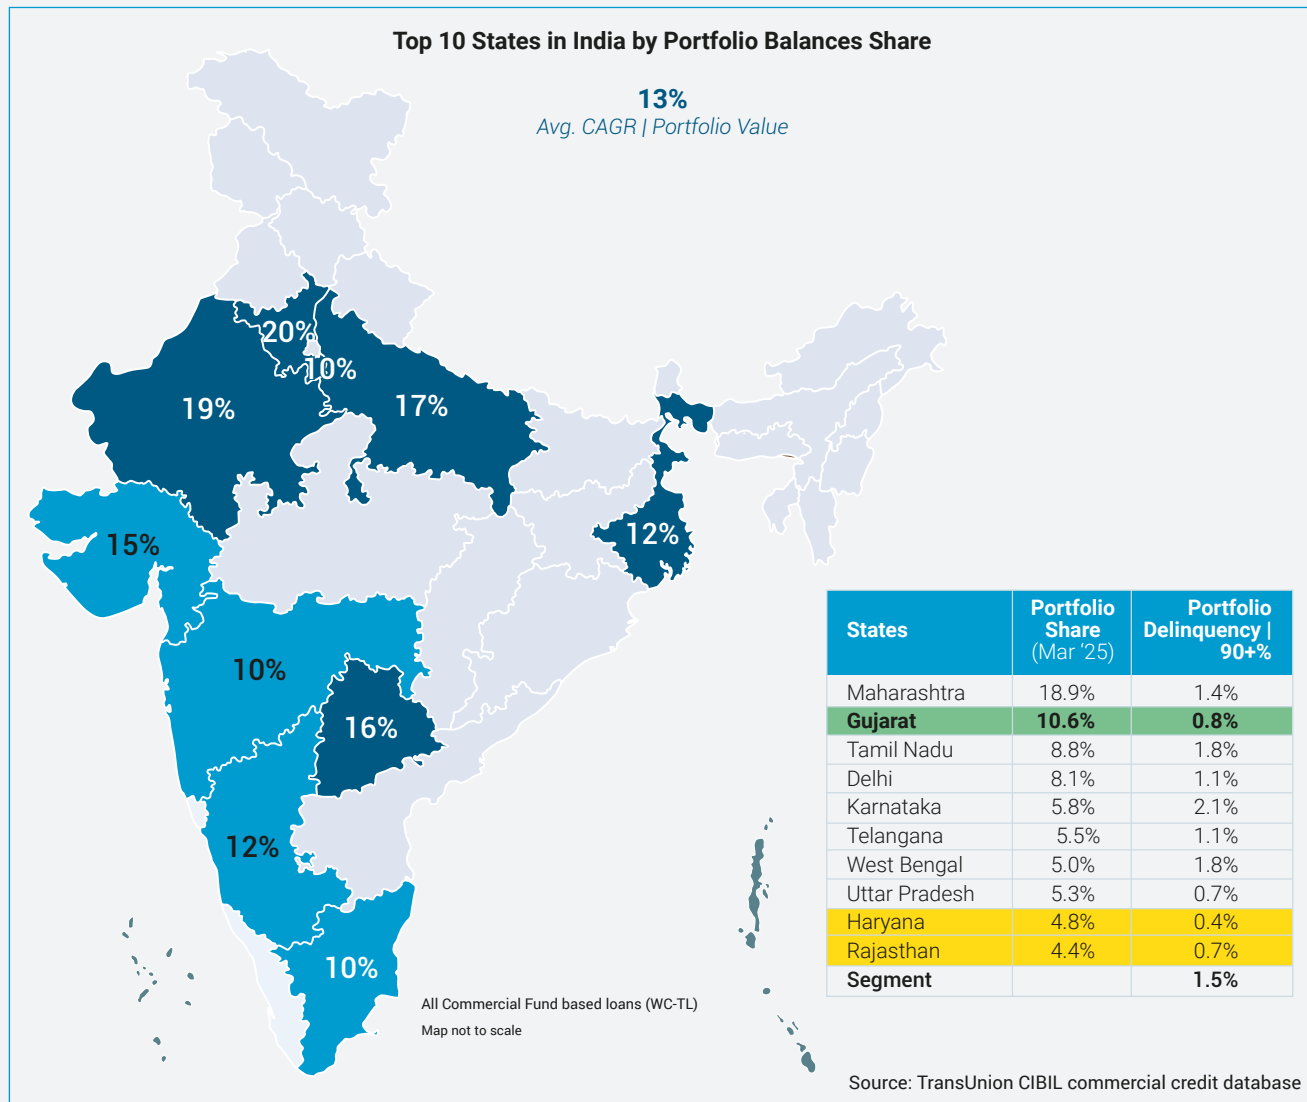 Top 10 States in India by Portfolio Balances Share
13%
Avg. CAGR | Portfolio Value
20%
10%
19%
17%
12%
15%
10%
16%
12%
10%
States
Portfolio Share (Mar ‘25)
Portfolio Delinquency | 90+%
Maharashtra 18.9% 1.4%
Gujarat 10.6% 0.8%
Tamil Nadu 8.8% 1.8%
Delhi 8.1% 1.1%
Karnataka 5.8% 2.1%
Telangana 5.5% 1.1%
West Bengal 5.0% 1.8%
Uttar Pradesh 5.3% 0.7%
Haryana 4.8% 0.4%
Rajasthan 4.4% 0.7%
Segment 1.5%
All Commercial Fund based loans (WC-TL)
Map not to scale
Source: TransUnion CIBIL commercial credit database